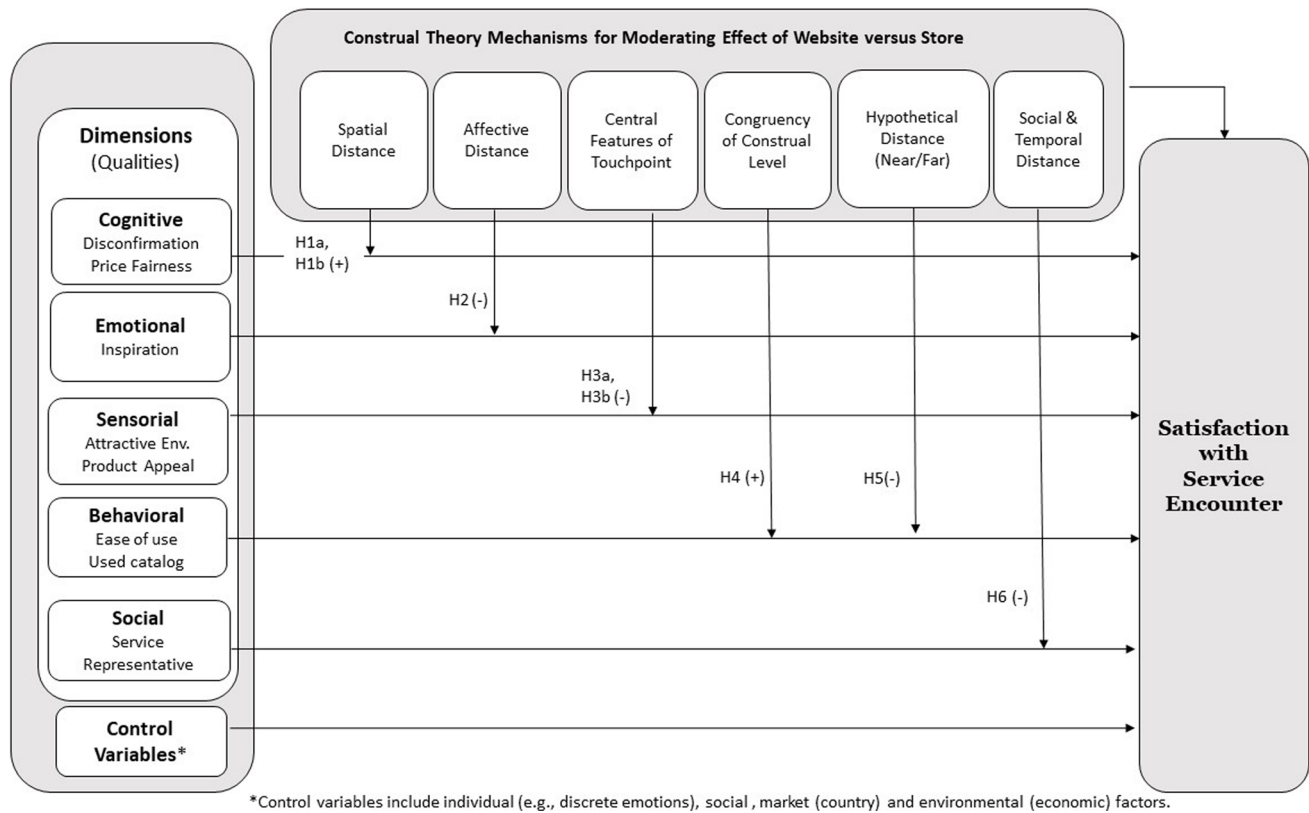 Construal Theory Mechanisms for Moderating Effect of Website versus Store
Spatial
Distance
Affective
Distance
Central
Features of
Touchpoint
Congruency
of Construal
Level
Hypothetical
Distance
(Near/Far)
Social &
Temporal
Distance
Dimensions
(Qualities)
Cognitive
Disconfirmation
Price Fairness
H1a,
H1b (+)
Emotional
Inspiration
H2 (-)
Sensorial
Attractive Env.
Product Appeal
H3a,
H3b (-)
Behavioral
Ease of use
Used catalog
H4 (+)
H5(-)
Social
Service
Representative
H6 (-)
Control
Variables*
Satisfaction
with
Service
Encounter
*Control variables include individual (e.g., discrete emotions), social , market (country) and environmental (economic) factors.